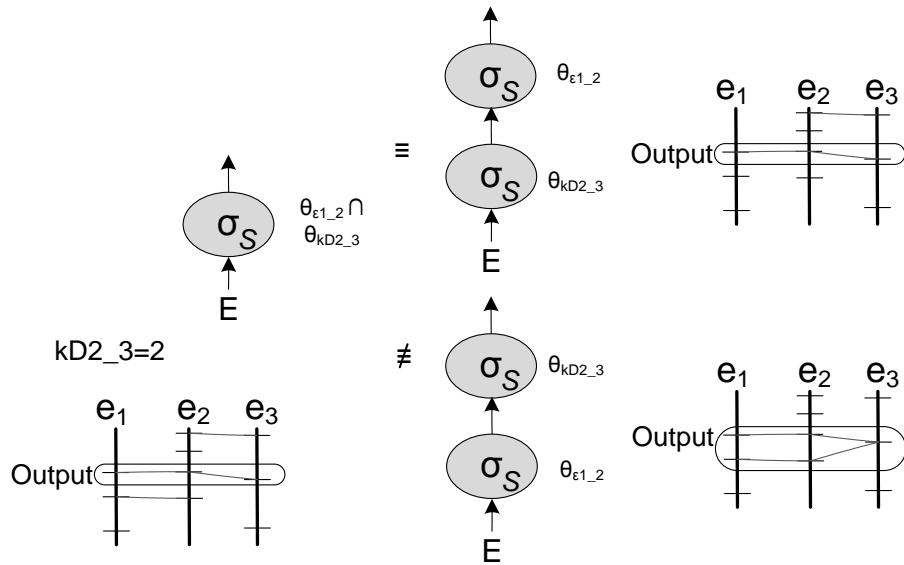 σS θε1_2 ∩
θkD2_3
E
≡
σS θε1_2
σS θkD2_3
E
e1 e2 e3
Output
kD2_3=2
e1 e2 e3
Output
≢
σS θkD2_3
σS θε1_2
E
e1 e2 e3
Output